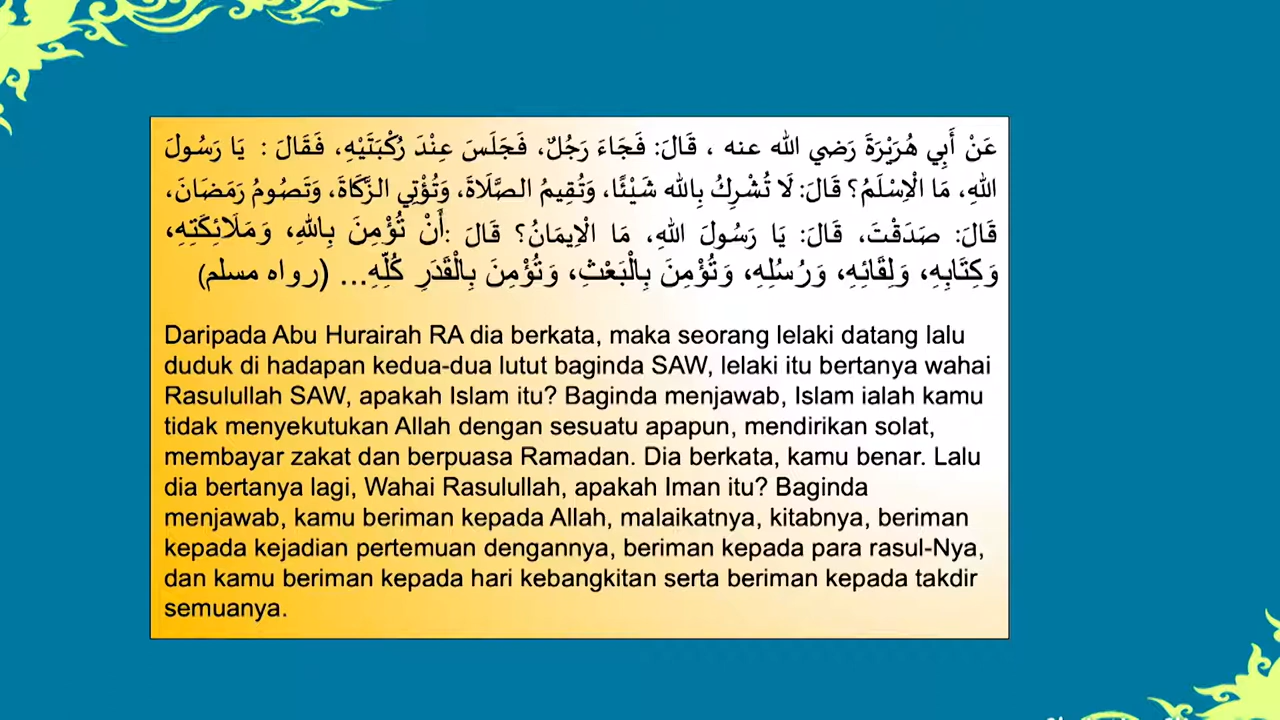 عَنْ أَبِي هُرَيْرَةَ رَضي الله عنه ، قَالَ: فَجَاءَ رَجُلٌ، فَجَلَسَ عِنْدَ رُكْبَتَيْهِ، فَقَالَ : يَا رَسُولَ
اللهِ، مَا الْاِسْلَمُ؟ قَالَ: لَا تُشْرِكُ بِالله شَيْئًا، وَتُقِيمُ الصَّلَاةَ، وَتُؤْتِي الزَّكَاةَ، وَتَصُومُ رَمَضَانَ،
قَالَ: صَدَقْتَ، قَالَ: يَا رَسُولَ اللهِ، مَا الْاِيمَانُ؟ قَالَ :أَنْ تُؤْمِنَ بِاللهِ، وَمَلَائِكَتِهِ،
وَكِتَابِهِ، وَلِقَائِهِ، وَرُسُلِهِ، وَتُؤْمِنَ بِالْبَعْثِ، وَتُؤْمِنَ بِالْقَدَرِ كُلِّهِ... (رواه مسلم)
Daripada Abu Hurairah RA dia berkata, maka seorang lelaki datang lalu
duduk di hadapan kedua-dua lutut baginda SAW, lelaki itu bertanya wahai
Rasulullah SAW, apakah Islam itu? Baginda menjawab, Islam ialah kamu
tidak menyekutukan Allah dengan sesuatu apapun, mendirikan solat,
membayar zakat dan berpuasa Ramadan. Dia berkata, kamu benar. Lalu
dia bertanya lagi, Wahai Rasulullah, apakah Iman itu? Baginda
menjawab, kamu beriman kepada Allah, malaikatnya, kitabnya, beriman
kepada kejadian pertemuan dengannya, beriman kepada para rasul-Nya,
dan kamu beriman kepada hari kebangkitan serta beriman kepada takdir
semuanya.